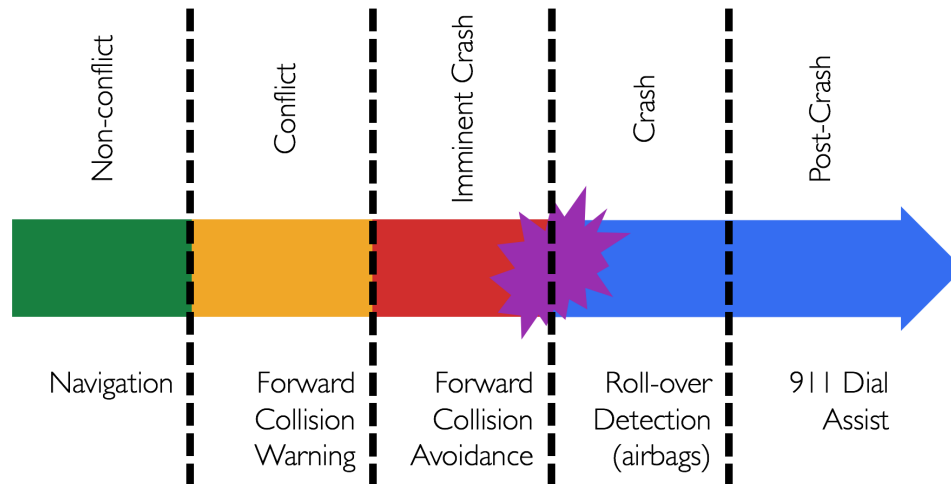 Non-conflict
Conflict
Imminent Crash
Crash
Post-Crash
Navigation
Forward
Collision
Warning
Forward
Collision
Avoidance
Roll-over
Detection
(airbags)
911 Dial
Assist